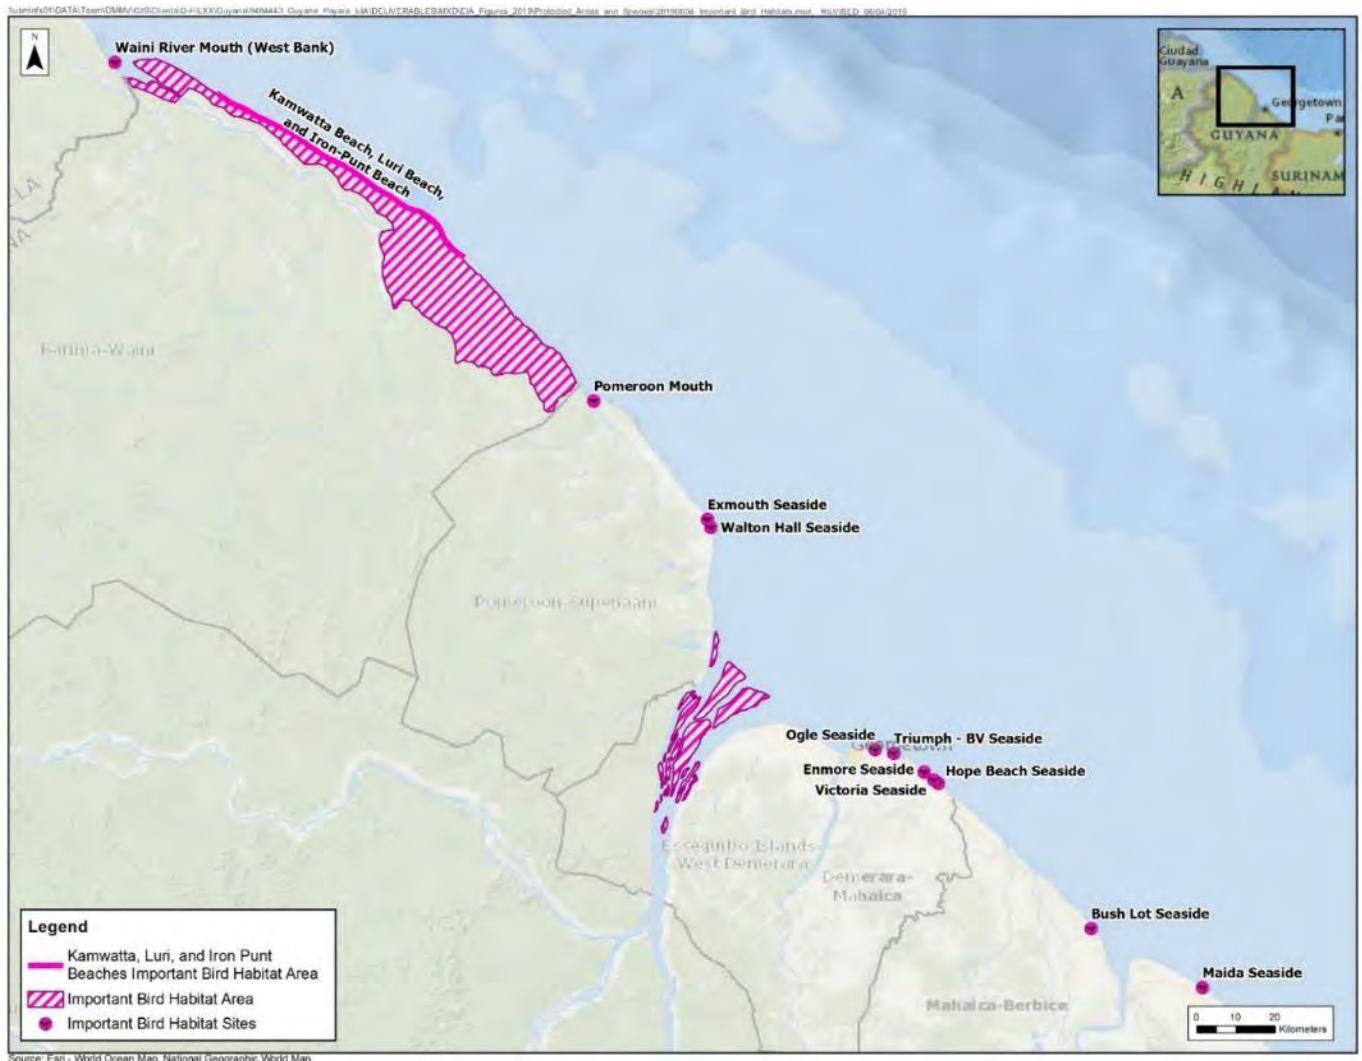 N
Waini River Mouth (West Bank)
Kamwatta Beach, Luri Beach,
and Iron-Punt
Beach
Ciudad
Guayana
A
Georgetown
Pa
GUYANA
HIGHLA
SURINAM
Barima-Waini
Pomeroon Mouth
Exmouth Seaside
Walton Hall Seaside
Pomeroon-Supenaam
Ogle Seaside
Triumph - BV Seaside
Georgetown
Enmore Seaside
Hope Beach Seaside
Victoria Seaside
Essequibo Islands-
West Demerara
Demerara-
Mahaica
Bush Lot Seaside
Maida Seaside
Mahaica-Berbice
Legend
Kamwatta, Luri, and Iron Punt
Beaches Important Bird Habitat Area
Important Bird Habitat Area
Important Bird Habitat Sites
0 10 20
Kilometers
Source: Esri - World Ocean Map, National Geographic World Map